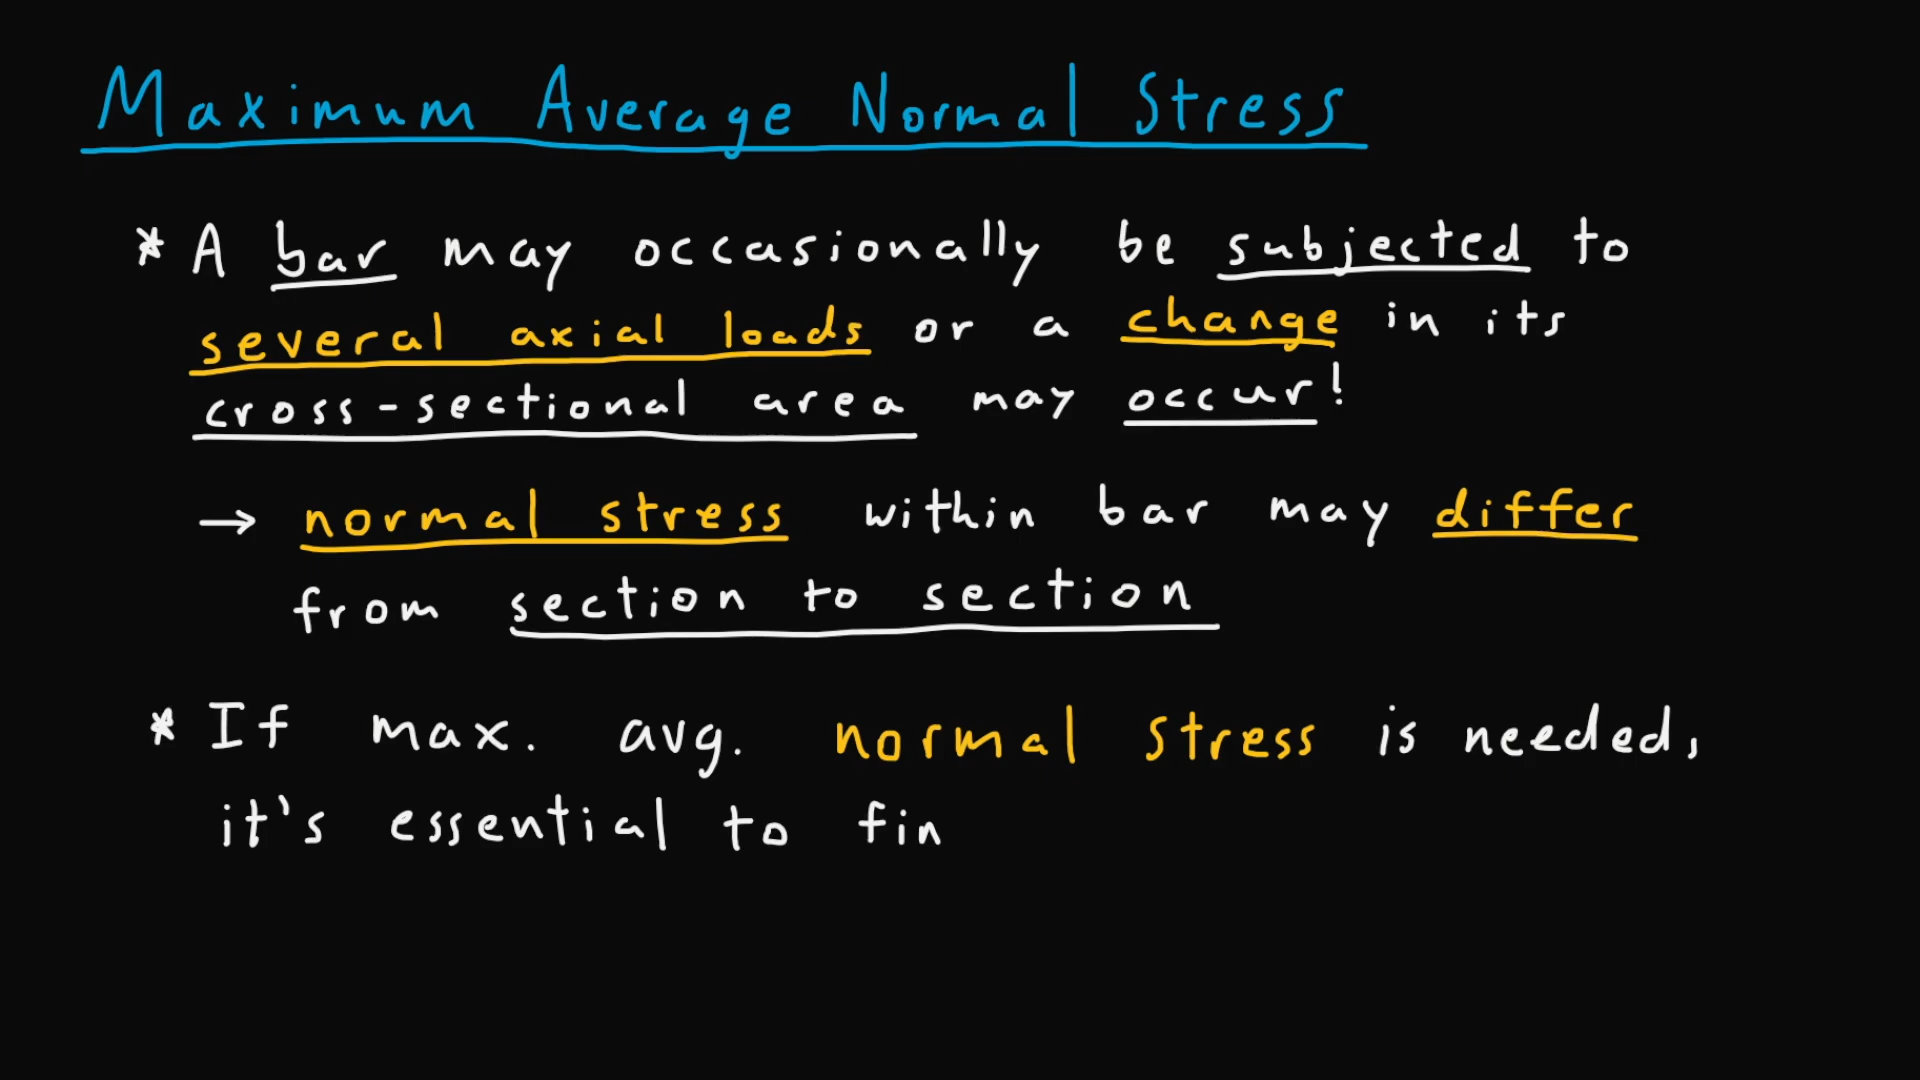 Maximum Average Normal Stress
* A bar may occasionally be subjected to
several axial loads or a change in its
cross-sectional area may occur!
→ normal stress within bar may differ
from section to section
* If max. avg. normal stress is needed,
it's essential to fin